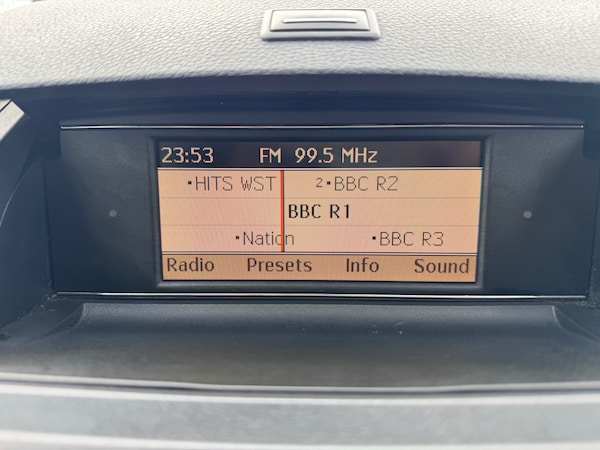 23:53 FM 99.5 MHz
•HITS WST 2•BBC R2
BBC R1
•Nation •BBC R3
Radio Presets Info Sound